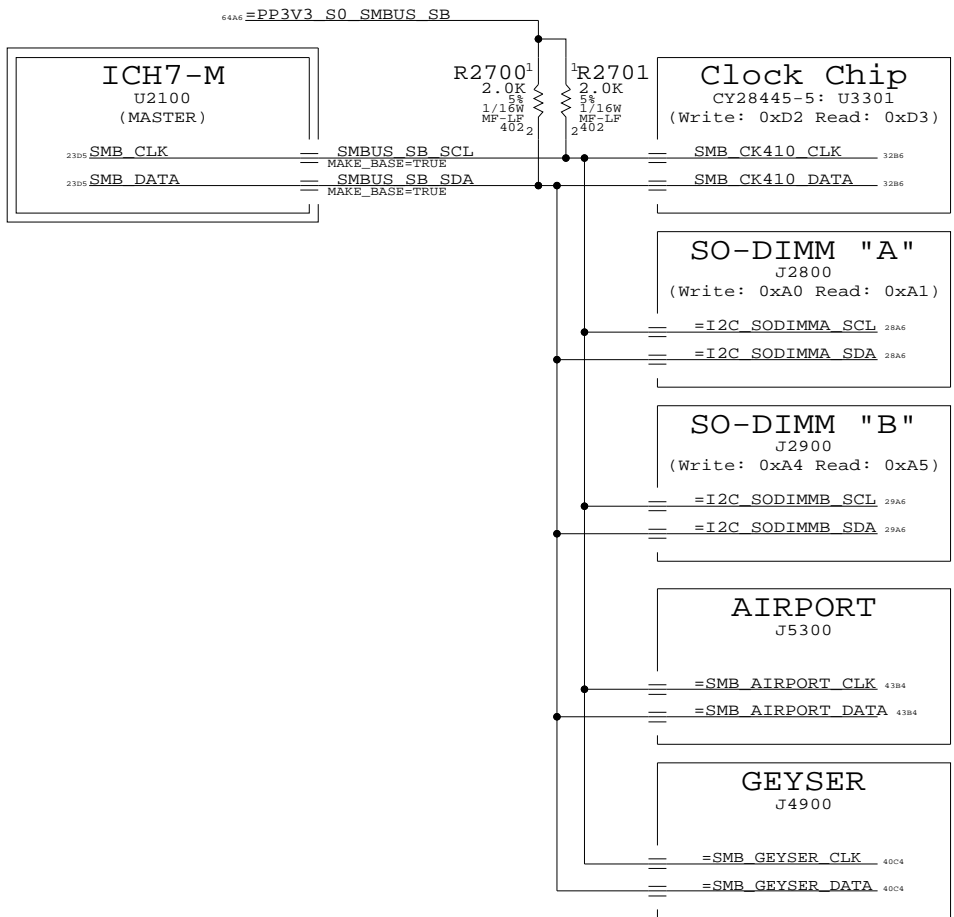 64A6 =PP3V3_S0_SMBUS_SB
ICH7-M
U2100
(MASTER)
23D5 SMB_CLK
23D5 SMB_DATA
SMBUS_SB_SCL
MAKE_BASE=TRUE
SMBUS_SB_SDA
MAKE_BASE=TRUE
R2700 1
2.0K
5%
1/16W
MF-LF
402 2
1 R2701
2.0K
5%
1/16W
MF-LF
2 402
Clock Chip
CY28445-5: U3301
(Write: 0xD2 Read: 0xD3)
SMB_CK410_CLK 32B6
SMB_CK410_DATA 32B6
SO-DIMM "A"
J2800
(Write: 0xA0 Read: 0xA1)
=I2C_SODIMMA_SCL 28A6
=I2C_SODIMMA_SDA 28A6
SO-DIMM "B"
J2900
(Write: 0xA4 Read: 0xA5)
=I2C_SODIMMB_SCL 29A6
=I2C_SODIMMB_SDA 29A6
AIRPORT
J5300
=SMB_AIRPORT_CLK 43B4
=SMB_AIRPORT_DATA 43B4
GEYSER
J4900
=SMB_GEYSER_CLK 40C4
=SMB_GEYSER_DATA 40C4